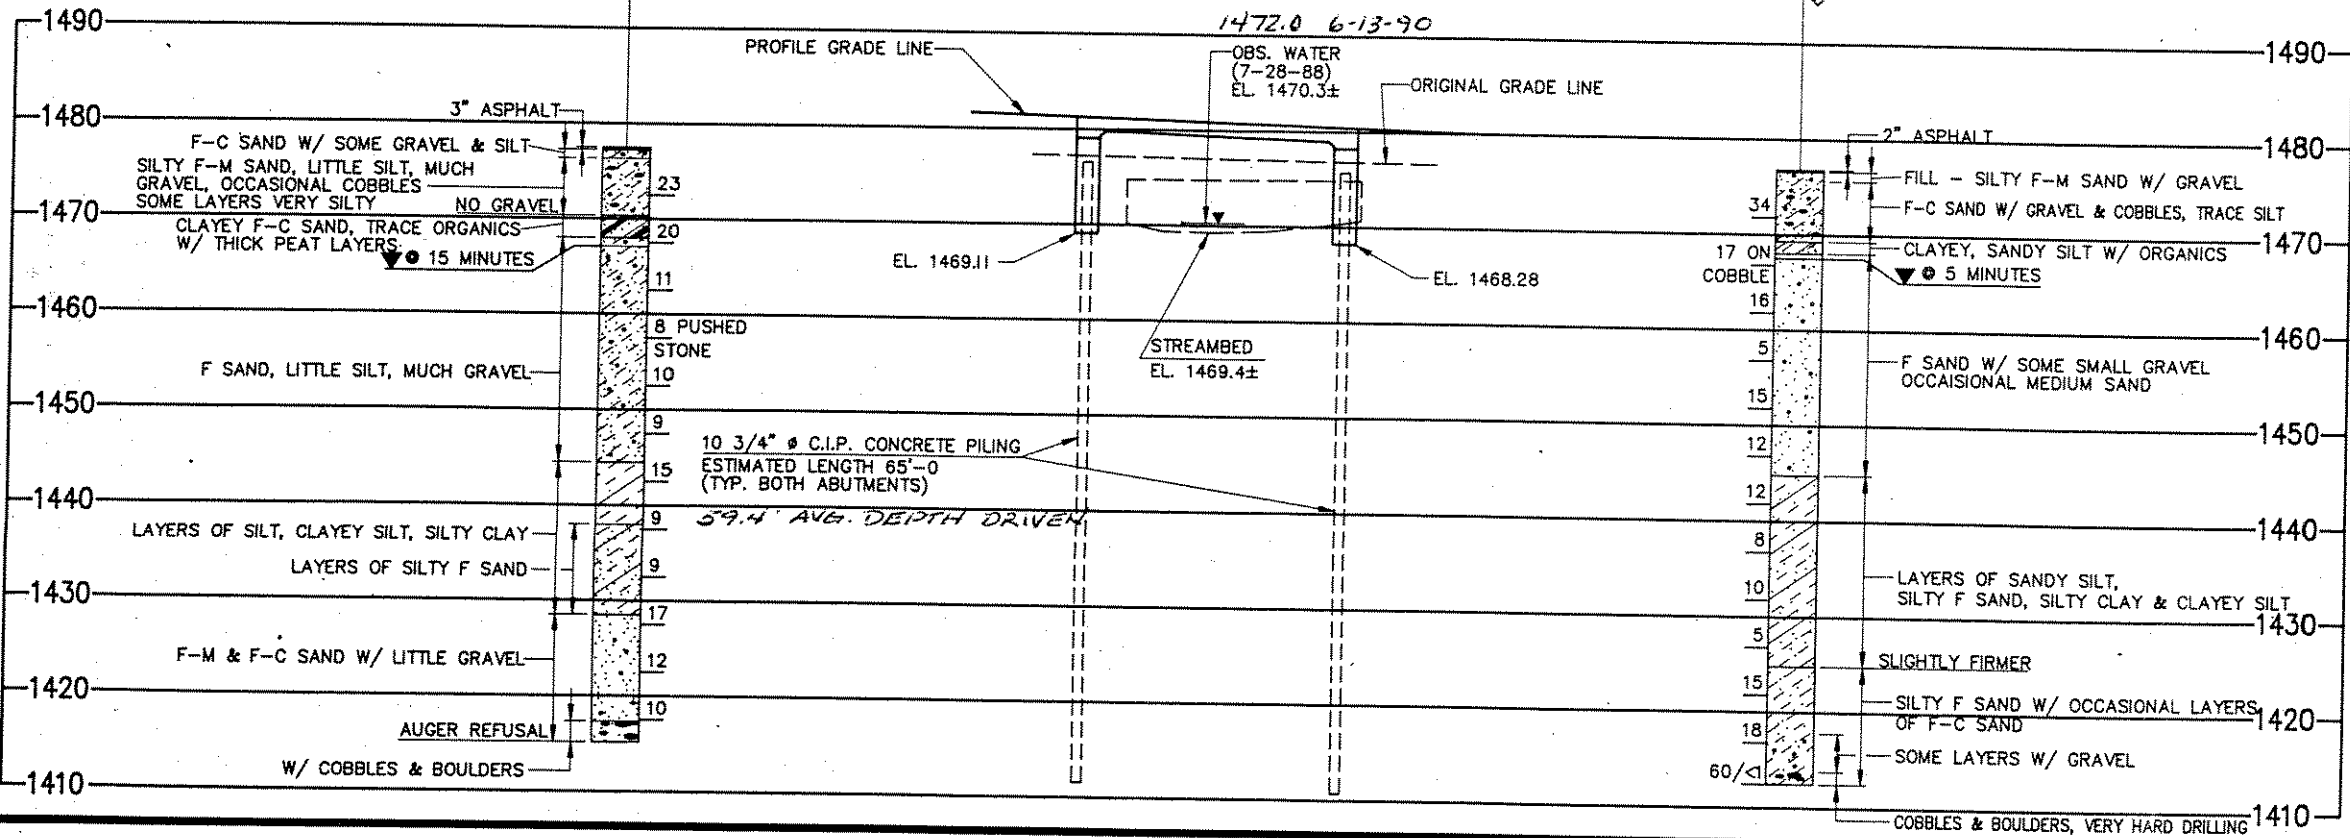 1472.0 6-13-90
1490
1490
PROFILE GRADE LINE
OBS. WATER
(7-28-88)
EL. 1470.3±
ORIGINAL GRADE LINE
3" ASPHALT
1480
1480
2" ASPHALT
F-C SAND W/ SOME GRAVEL & SILT
SILTY F-M SAND, LITTLE SILT, MUCH
GRAVEL, OCCASIONAL COBBLES
SOME LAYERS VERY SILTY
NO GRAVEL
1470
CLAYEY F-C SAND, TRACE ORGANICS
W/ THICK PEAT LAYERS
@ 15 MINUTES
23
20
11
8 PUSHED
STONE
10
9
15
9
9
17
12
10
1460
F SAND, LITTLE SILT, MUCH GRAVEL
1450
1440
LAYERS OF SILT, CLAYEY SILT, SILTY CLAY
LAYERS OF SILTY F SAND
1430
F-M & F-C SAND W/ LITTLE GRAVEL
1420
AUGER REFUSAL
W/ COBBLES & BOULDERS
1410
EL. 1469.11
EL. 1468.28
STREAMBED
EL. 1469.4±
10 3/4" ø C.I.P. CONCRETE PILING
ESTIMATED LENGTH 65'-0
(TYP. BOTH ABUTMENTS)
59.4' AVG. DEPTH DRIVEN
34
17 ON
COBBLE
16
5
15
12
12
8
10
5
15
18
60/<1
FILL - SILTY F-M SAND W/ GRAVEL
F-C SAND W/ GRAVEL & COBBLES, TRACE SILT
1470
CLAYEY, SANDY SILT W/ ORGANICS
@ 5 MINUTES
1460
F SAND W/ SOME SMALL GRAVEL
OCCAISIONAL MEDIUM SAND
1450
1440
LAYERS OF SANDY SILT,
SILTY F SAND, SILTY CLAY & CLAYEY SILT
1430
SLIGHTLY FIRMER
SILTY F SAND W/ OCCASIONAL LAYERS
OF F-C SAND
1420
SOME LAYERS W/ GRAVEL
1410
COBBLES & BOULDERS, VERY HARD DRILLING